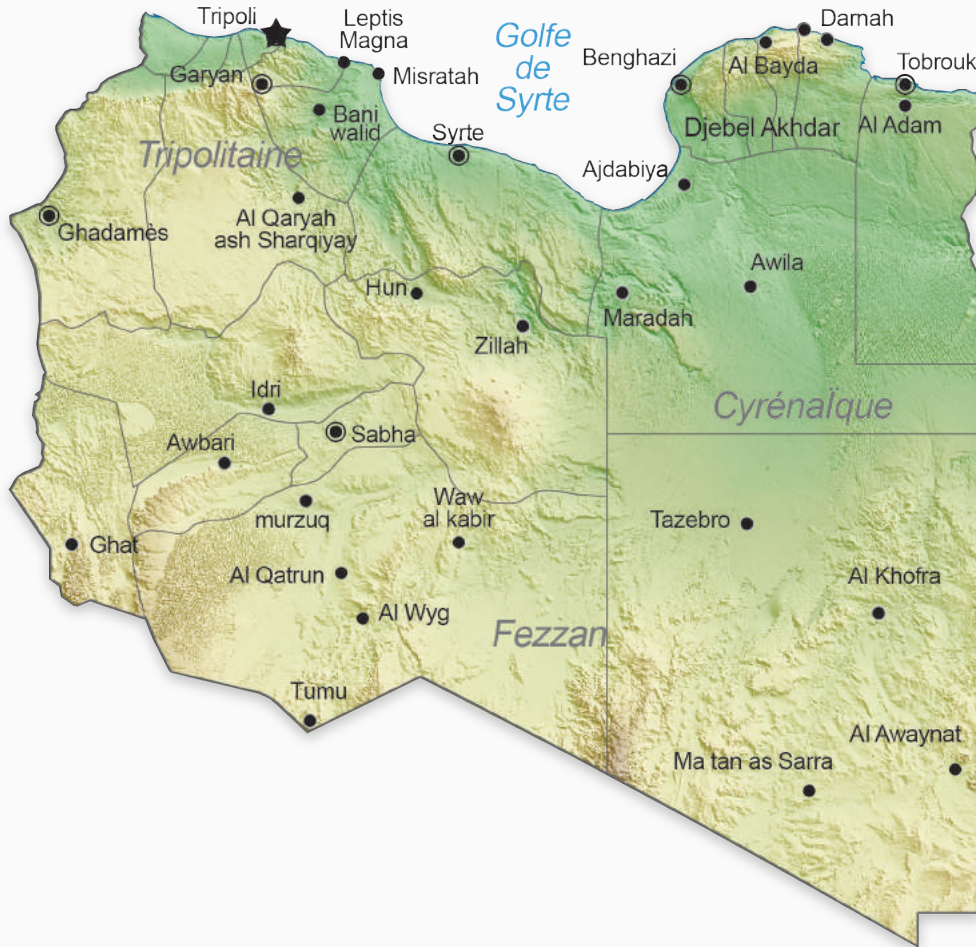 Tripoli
Leptis
Magna
Golfe
de
Syrte
Darnah
Benghazi
Al Bayda
Tobrouk
Garyan
Misratah
Bani
walid
Syrte
Djebel Akhdar
Al Adam
Tripolitaine
Ajdabiya
Al Qaryah
ash Sharqiyay
Ghadamès
Awila
Hun
Maradah
Zillah
Idri
CyrénaÏque
Awbari
Sabha
murzuq
Waw
al kabir
Tazebro
Ghat
Al Qatrun
Al Khofra
Al Wyg
Fezzan
Tumu
Al Awaynat
Ma tan as Sarra